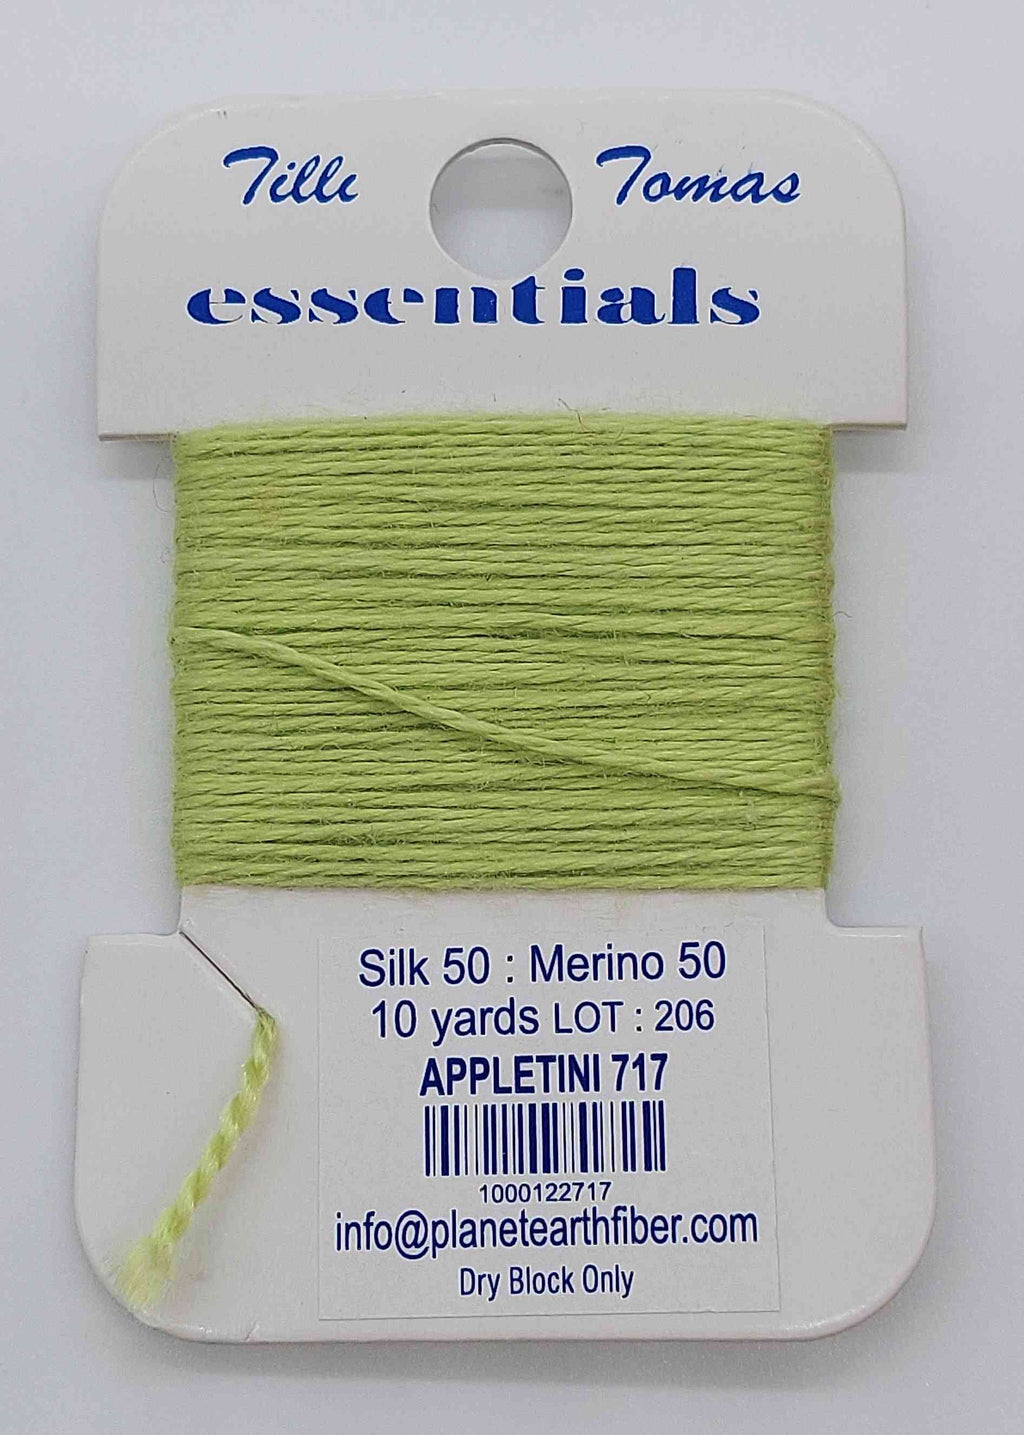 Tilli Tomas
essentials
Silk 50 : Merino 50
10 yards LOT : 206
APPLETINI 717
1000122717
info@planetearthfiber.com
Dry Block Only